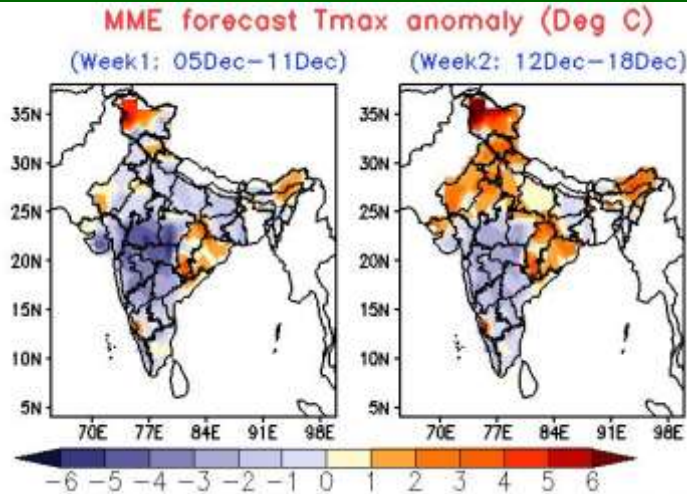 MME forecast Tmax anomaly (Deg C)
(Week1: 05Dec–11Dec)
(Week2: 12Dec–18Dec)
35N
30N
25N
20N
15N
10N
5N
70E 77E 84E 91E 98E
35N
30N
25N
20N
15N
10N
5N
70E 77E 84E 91E 98E
-6 -5 -4 -3 -2 -1 0 1 2 3 4 5 6